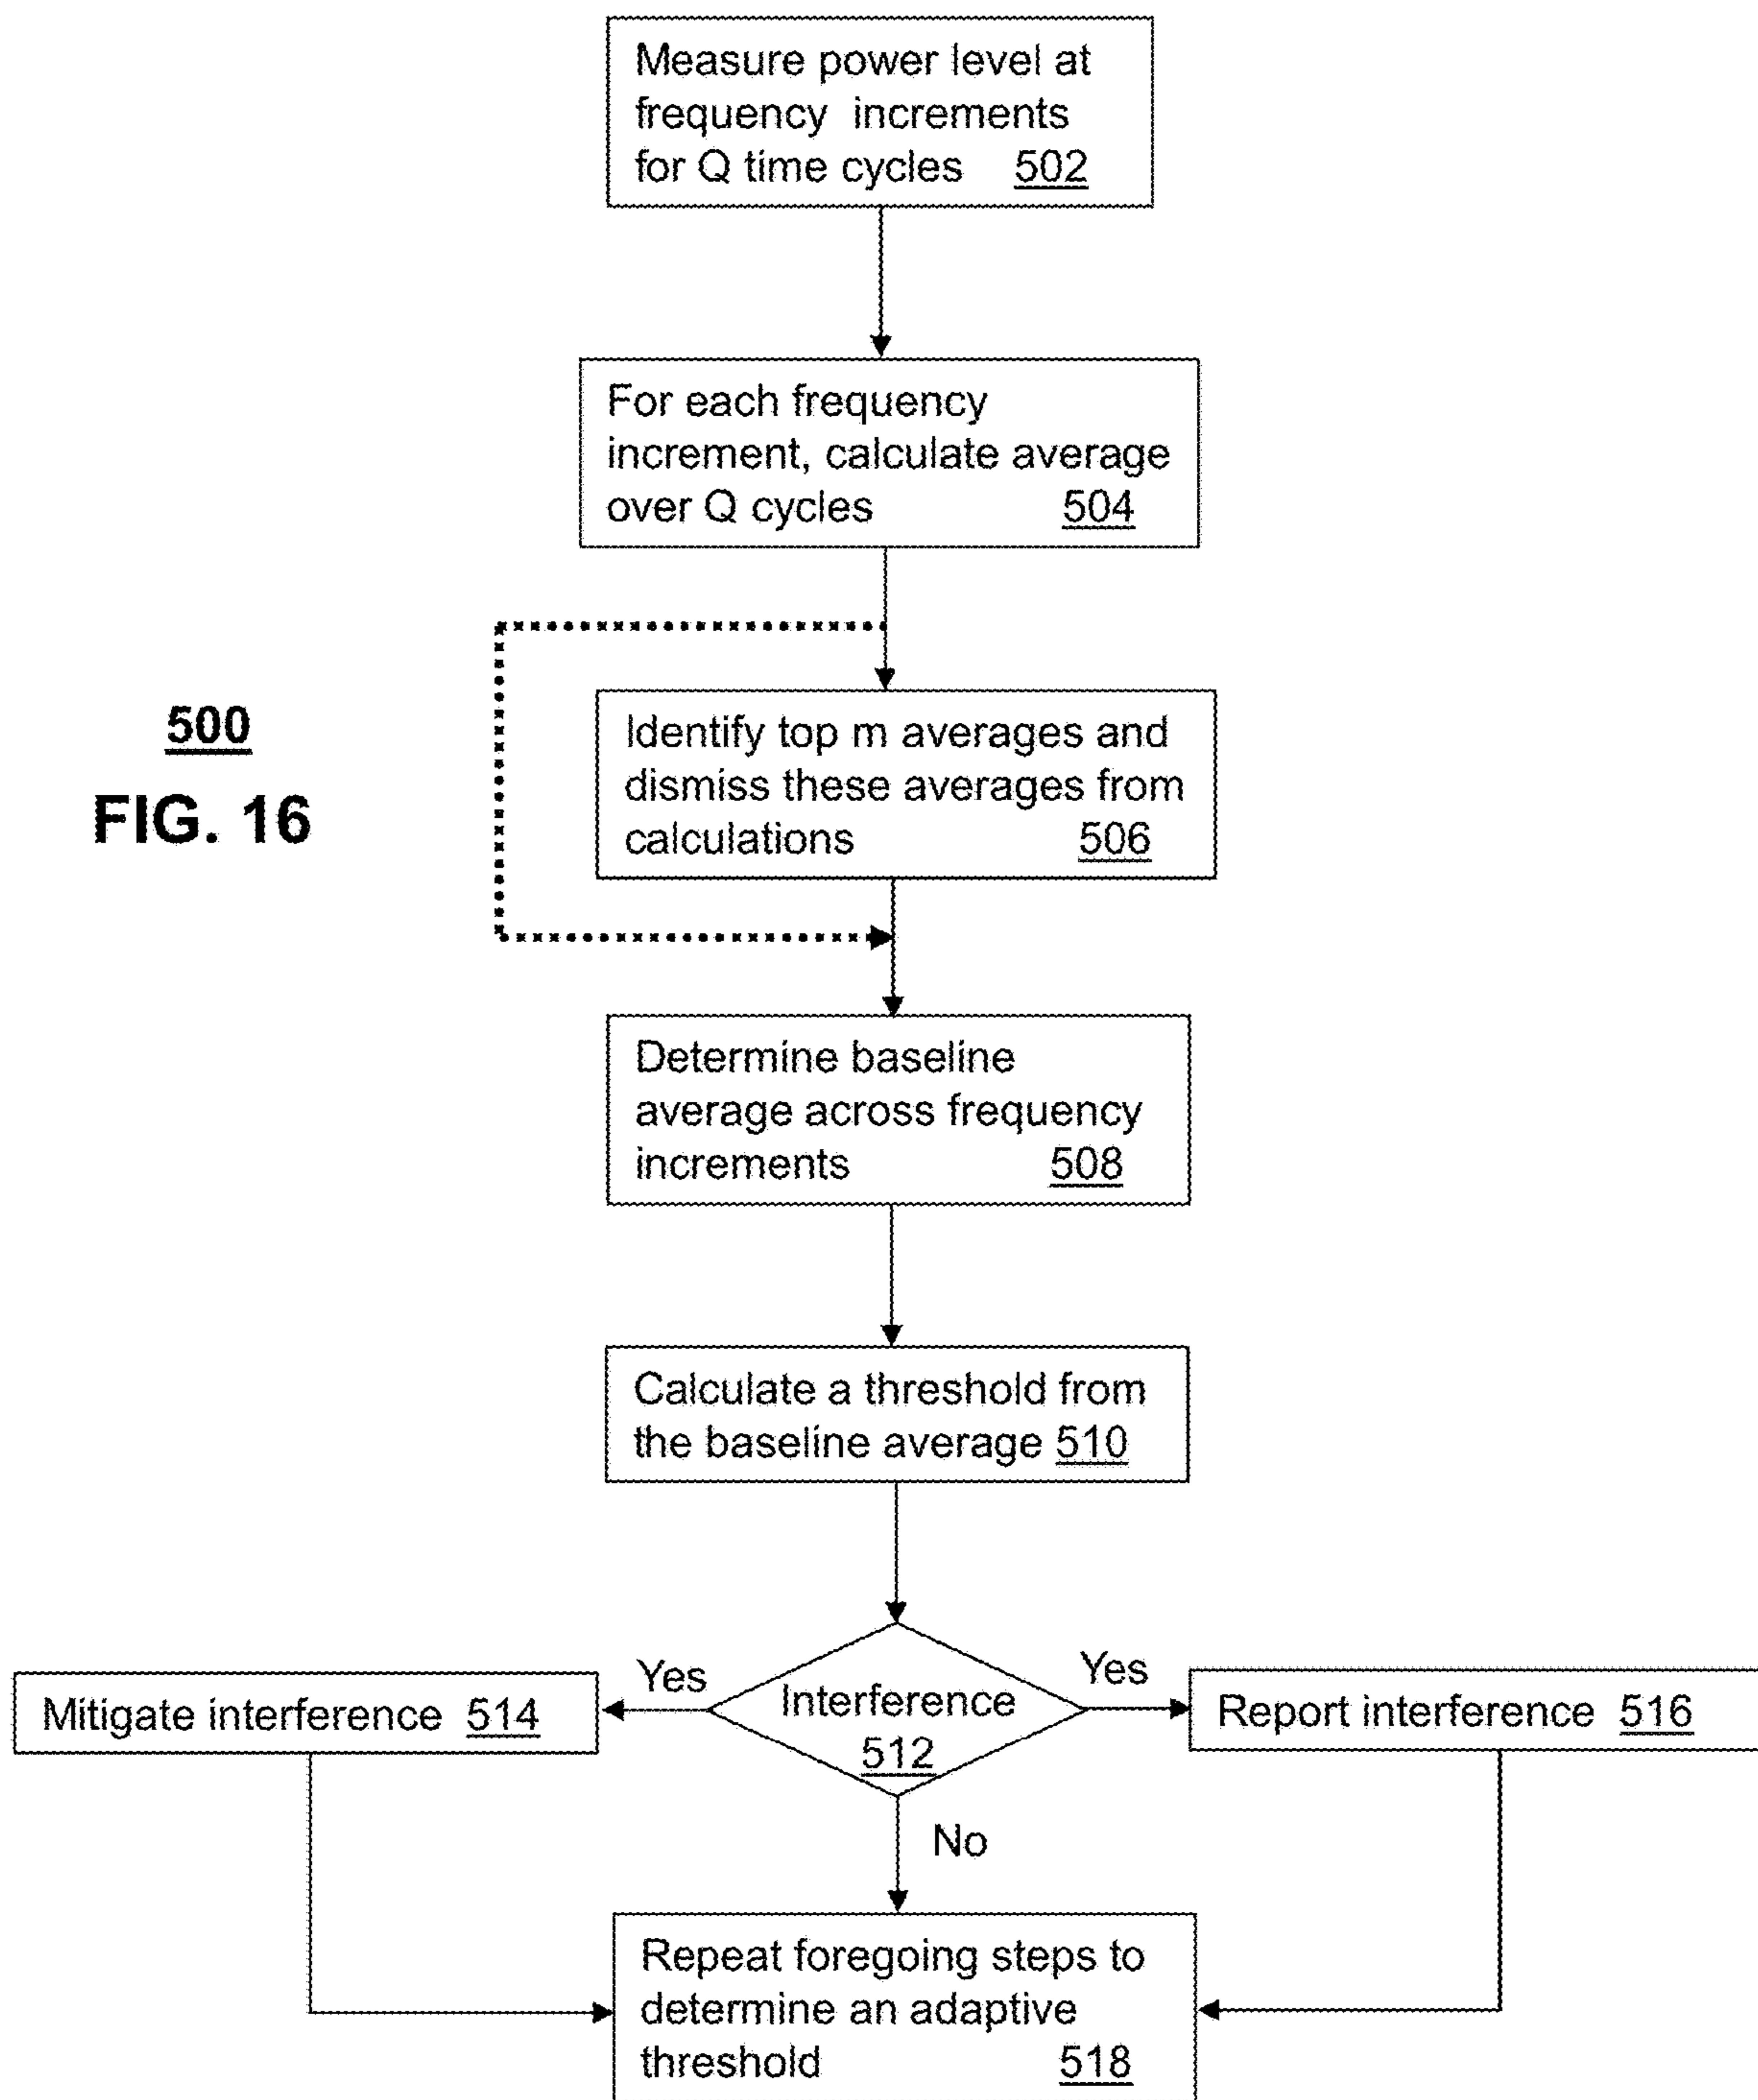 Measure power level at
frequency increments
for Q time cycles 502
For each frequency
increment, calculate average
over Q cycles 504
500
FIG. 16
Identify top m averages and
dismiss these averages from
calculations 506
Determine baseline
average across frequency
increments 508
Calculate a threshold from
the baseline average 510
Yes
Yes
Mitigate interference 514
Interference
512
Report interference 516
No
Repeat foregoing steps to
determine an adaptive
threshold 518